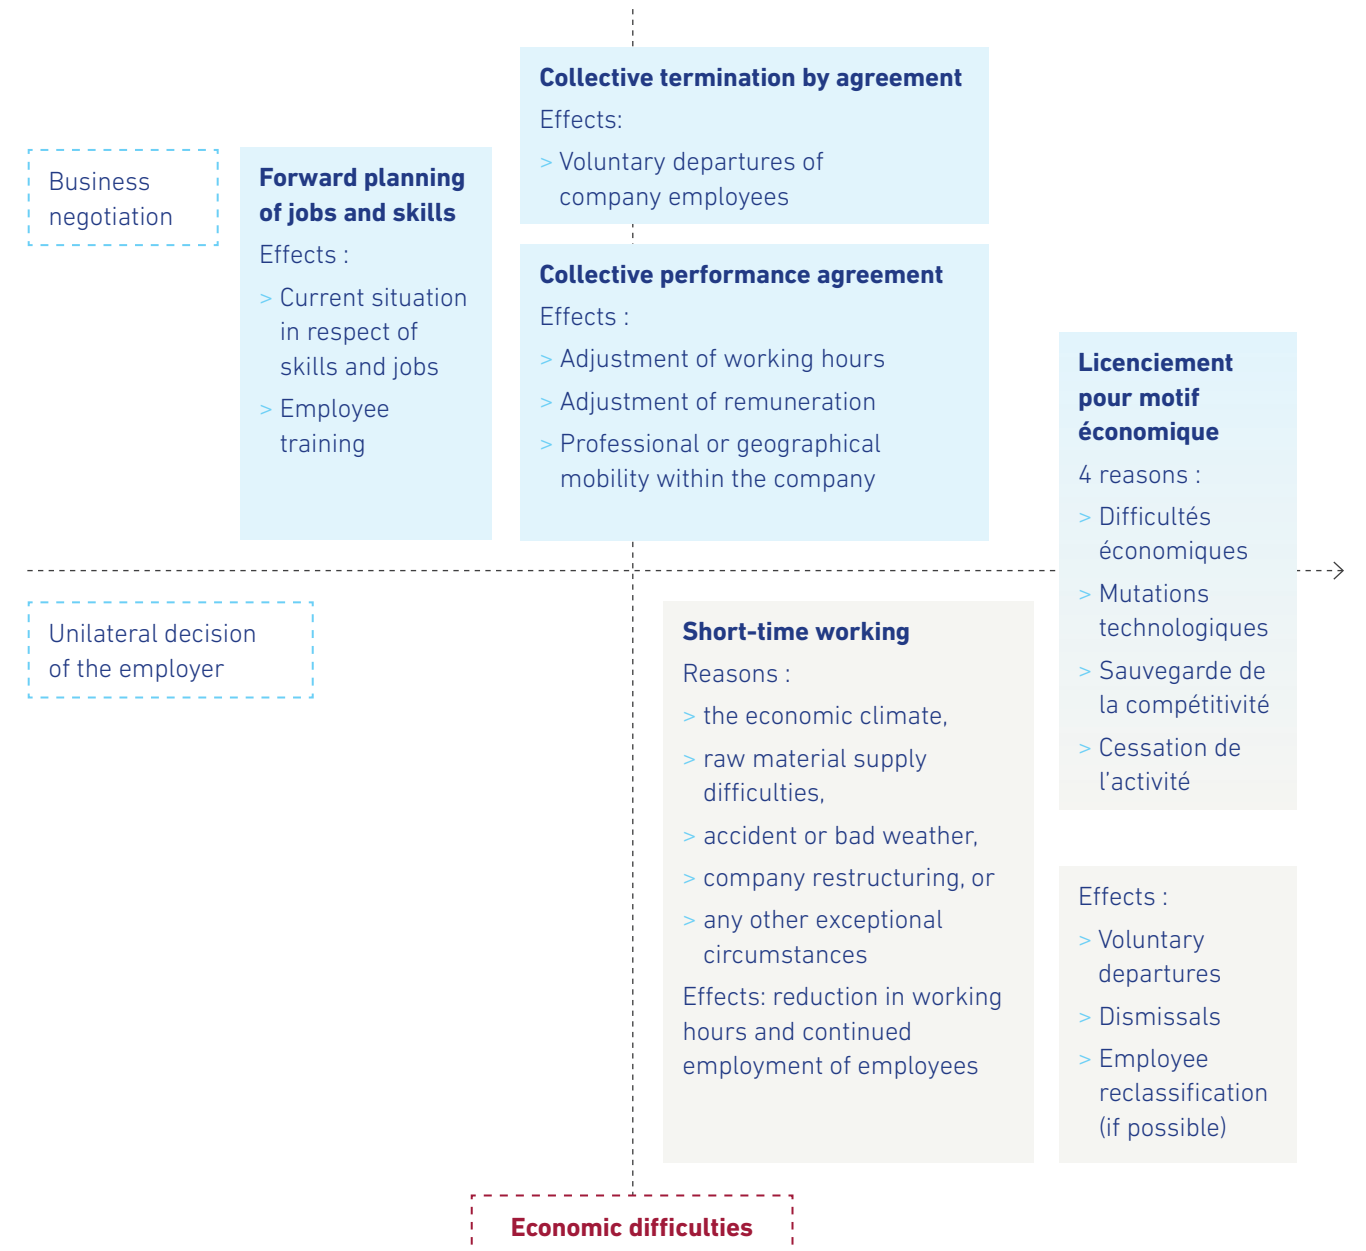 Collective termination by agreement
Effects:
> Voluntary departures of
company employees
Business
negotiation
Forward planning
of jobs and skills
Effects :
> Current situation
in respect of
skills and jobs
> Employee
training
Collective performance agreement
Effects :
> Adjustment of working hours
> Adjustment of remuneration
> Professional or geographical
mobility within the company
Licenciement
pour motif
économique
4 reasons :
> Difficultés
économiques
> Mutations
technologiques
> Sauvegarde de
la compétitivité
> Cessation de
l’activité
Unilateral decision
of the employer
Short-time working
Reasons :
> the economic climate,
> raw material supply
difficulties,
> accident or bad weather,
> company restructuring, or
> any other exceptional
circumstances
Effects: reduction in working
hours and continued
employment of employees
Effects :
> Voluntary
departures
> Dismissals
> Employee
reclassification
(if possible)
Economic difficulties